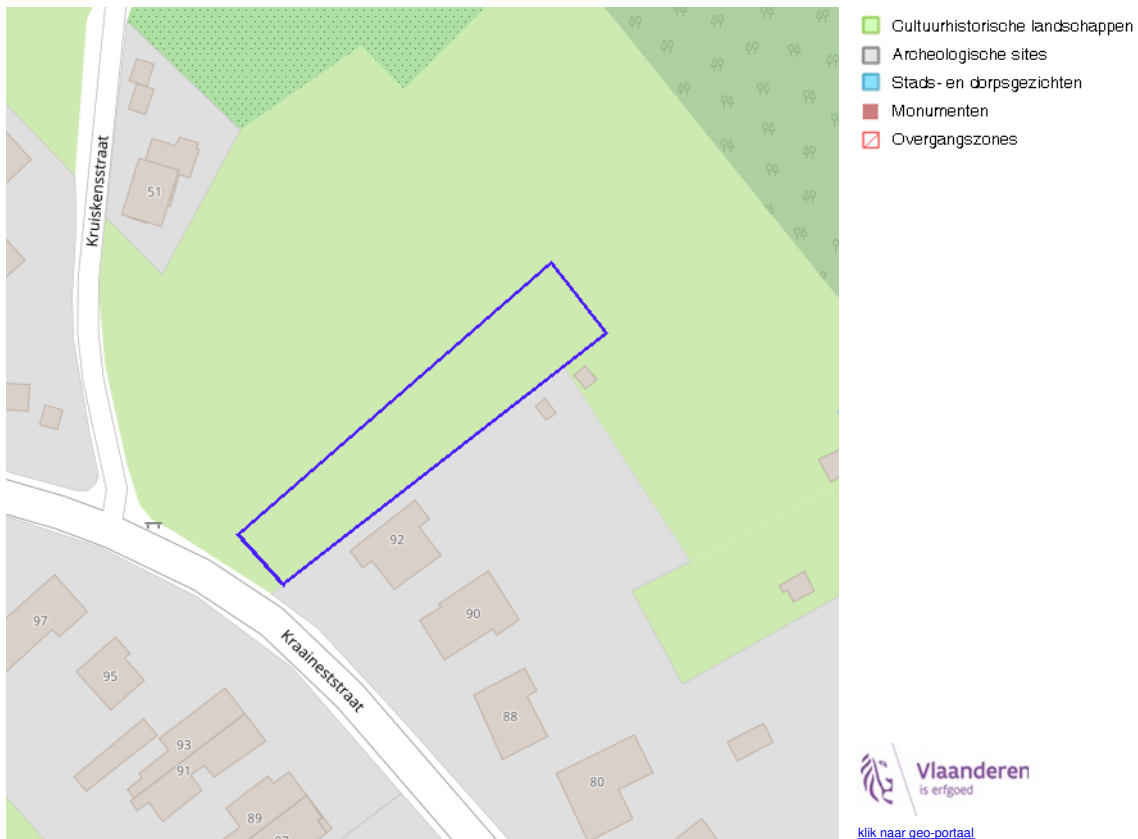 Cultuurhistorische landschappen
Archeologische sites
Stads- en dorpsgezichten
Monumenten
Overgangszones
Kruiskensstraat
51
92
90
97
95
Kraaineststraat
88
93
91
80
89
Vlaanderen
is erfgoed
klik naar geo-portaal